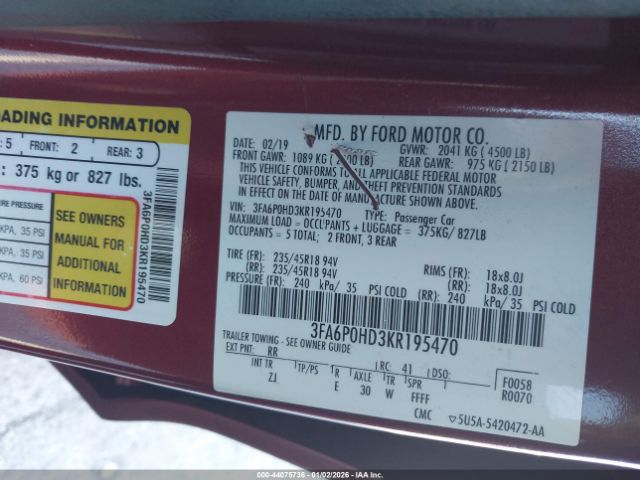 OADING INFORMATION
: 5 FRONT: 2 REAR: 3
: 375 kg or 827 lbs.
RE PRESSURE
KPA, 35 PSI
KPA, 35 PSI
KPA, 60 PSI
SEE OWNERS
MANUAL FOR
ADDITIONAL
INFORMATION
3FA6P0HD3KR195470
MFD. BY FORD MOTOR CO.
02/19 GVWR: 2041 KG ( 4500 LB)
FRONT GAWR: 1089 KG ( 00 LB) REAR GAWR: 975 KG ( 2150 LB)
THIS VEHICLE CONFORMS TO ALL APPLICABLE FEDERAL MOTOR
VEHICLE SAFETY, BUMPER, AND THEFT PREVENTION STANDARDS
IN EFFECT ON THE DATE OF MANUFACTURE SHOWN ABOVE.
VIN: 3FA6P0HD3KR195470 TYPE: Passenger Car
MAXIMUM LOAD = OCCUPANTS + LUGGAGE = 375KG/ 827LB
OCCUPANTS = 5 TOTAL; 2 FRONT, 3 REAR
TIRE (FR): 235/45R18 94V RIMS (FR): 18x8.0J
(RR): 235/45R18 94V (RR): 18x8.0J
PRESSURE (FR): 240 kPa/ 35 PSI COLD (RR): 240 kPa/ 35 PSI COLD
3FA6P0HD3KR195470
TRAILER TOWING - SEE OWNER GUIDE
EXT PNT: RR RC: 41 DSO:
INT TR TP/PS R AXLE TR SPR
ZJ E 30 W FFFF
F0058
R0070
CMC 5U5A-5420472-AA
000-44075736 - 01/02/2026 - IAA, Inc.